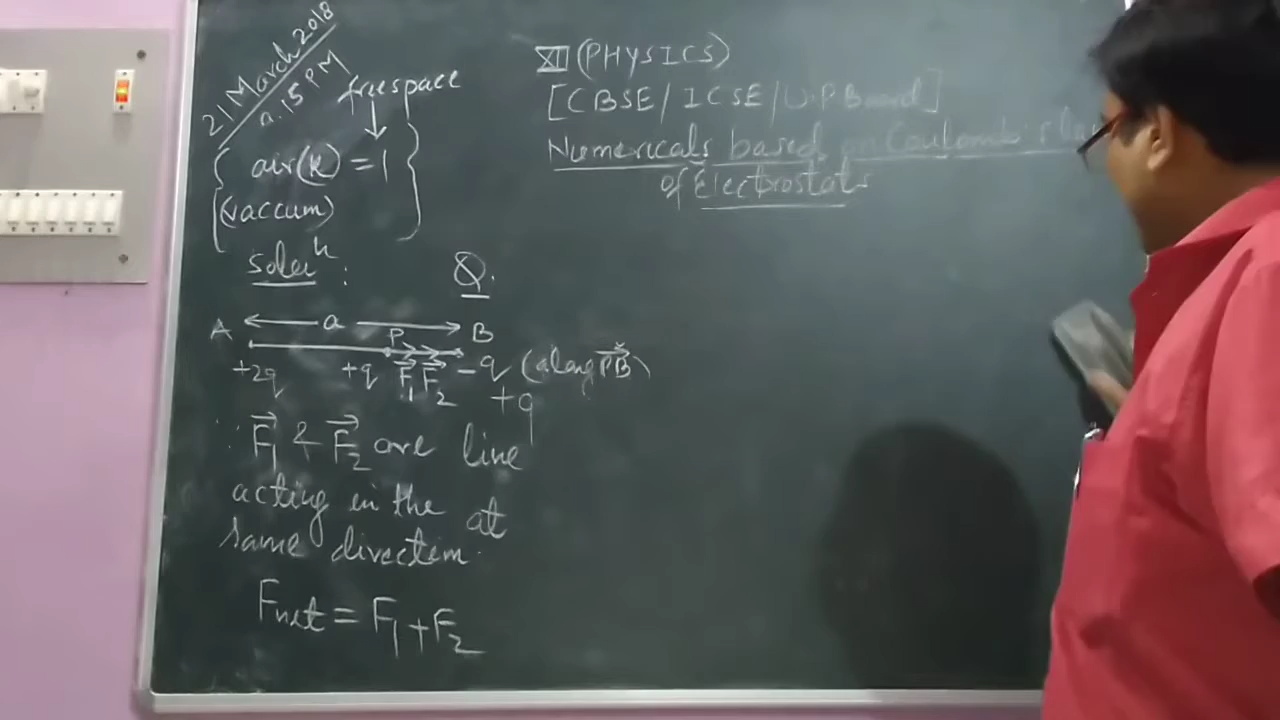 21 March 2018
a.15 PM
freespace
air(k) = 1
(vaccum)
soluⁿ :
Q.
A a B
P
+2q +q F₁ F₂ -q (along PB)
+q
∵ F₁ & F₂ are line
acting in the at
same direction.
Fnet = F₁ + F₂
XII (PHYSICS)
[CBSE / ICSE / U.P Board]
Numericals based on Coulomb's
of Electrostats